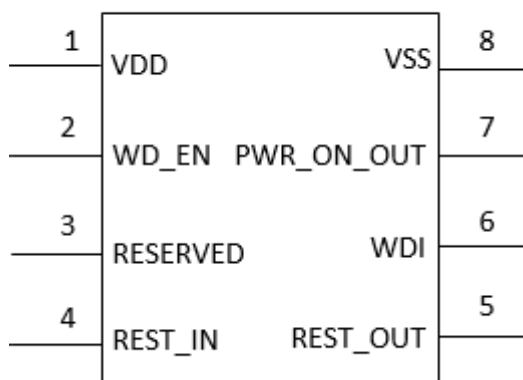 1 VDD VSS 8
2 WD_EN PWR_ON_OUT 7
3 RESERVED WDI 6
4 REST_IN REST_OUT 5